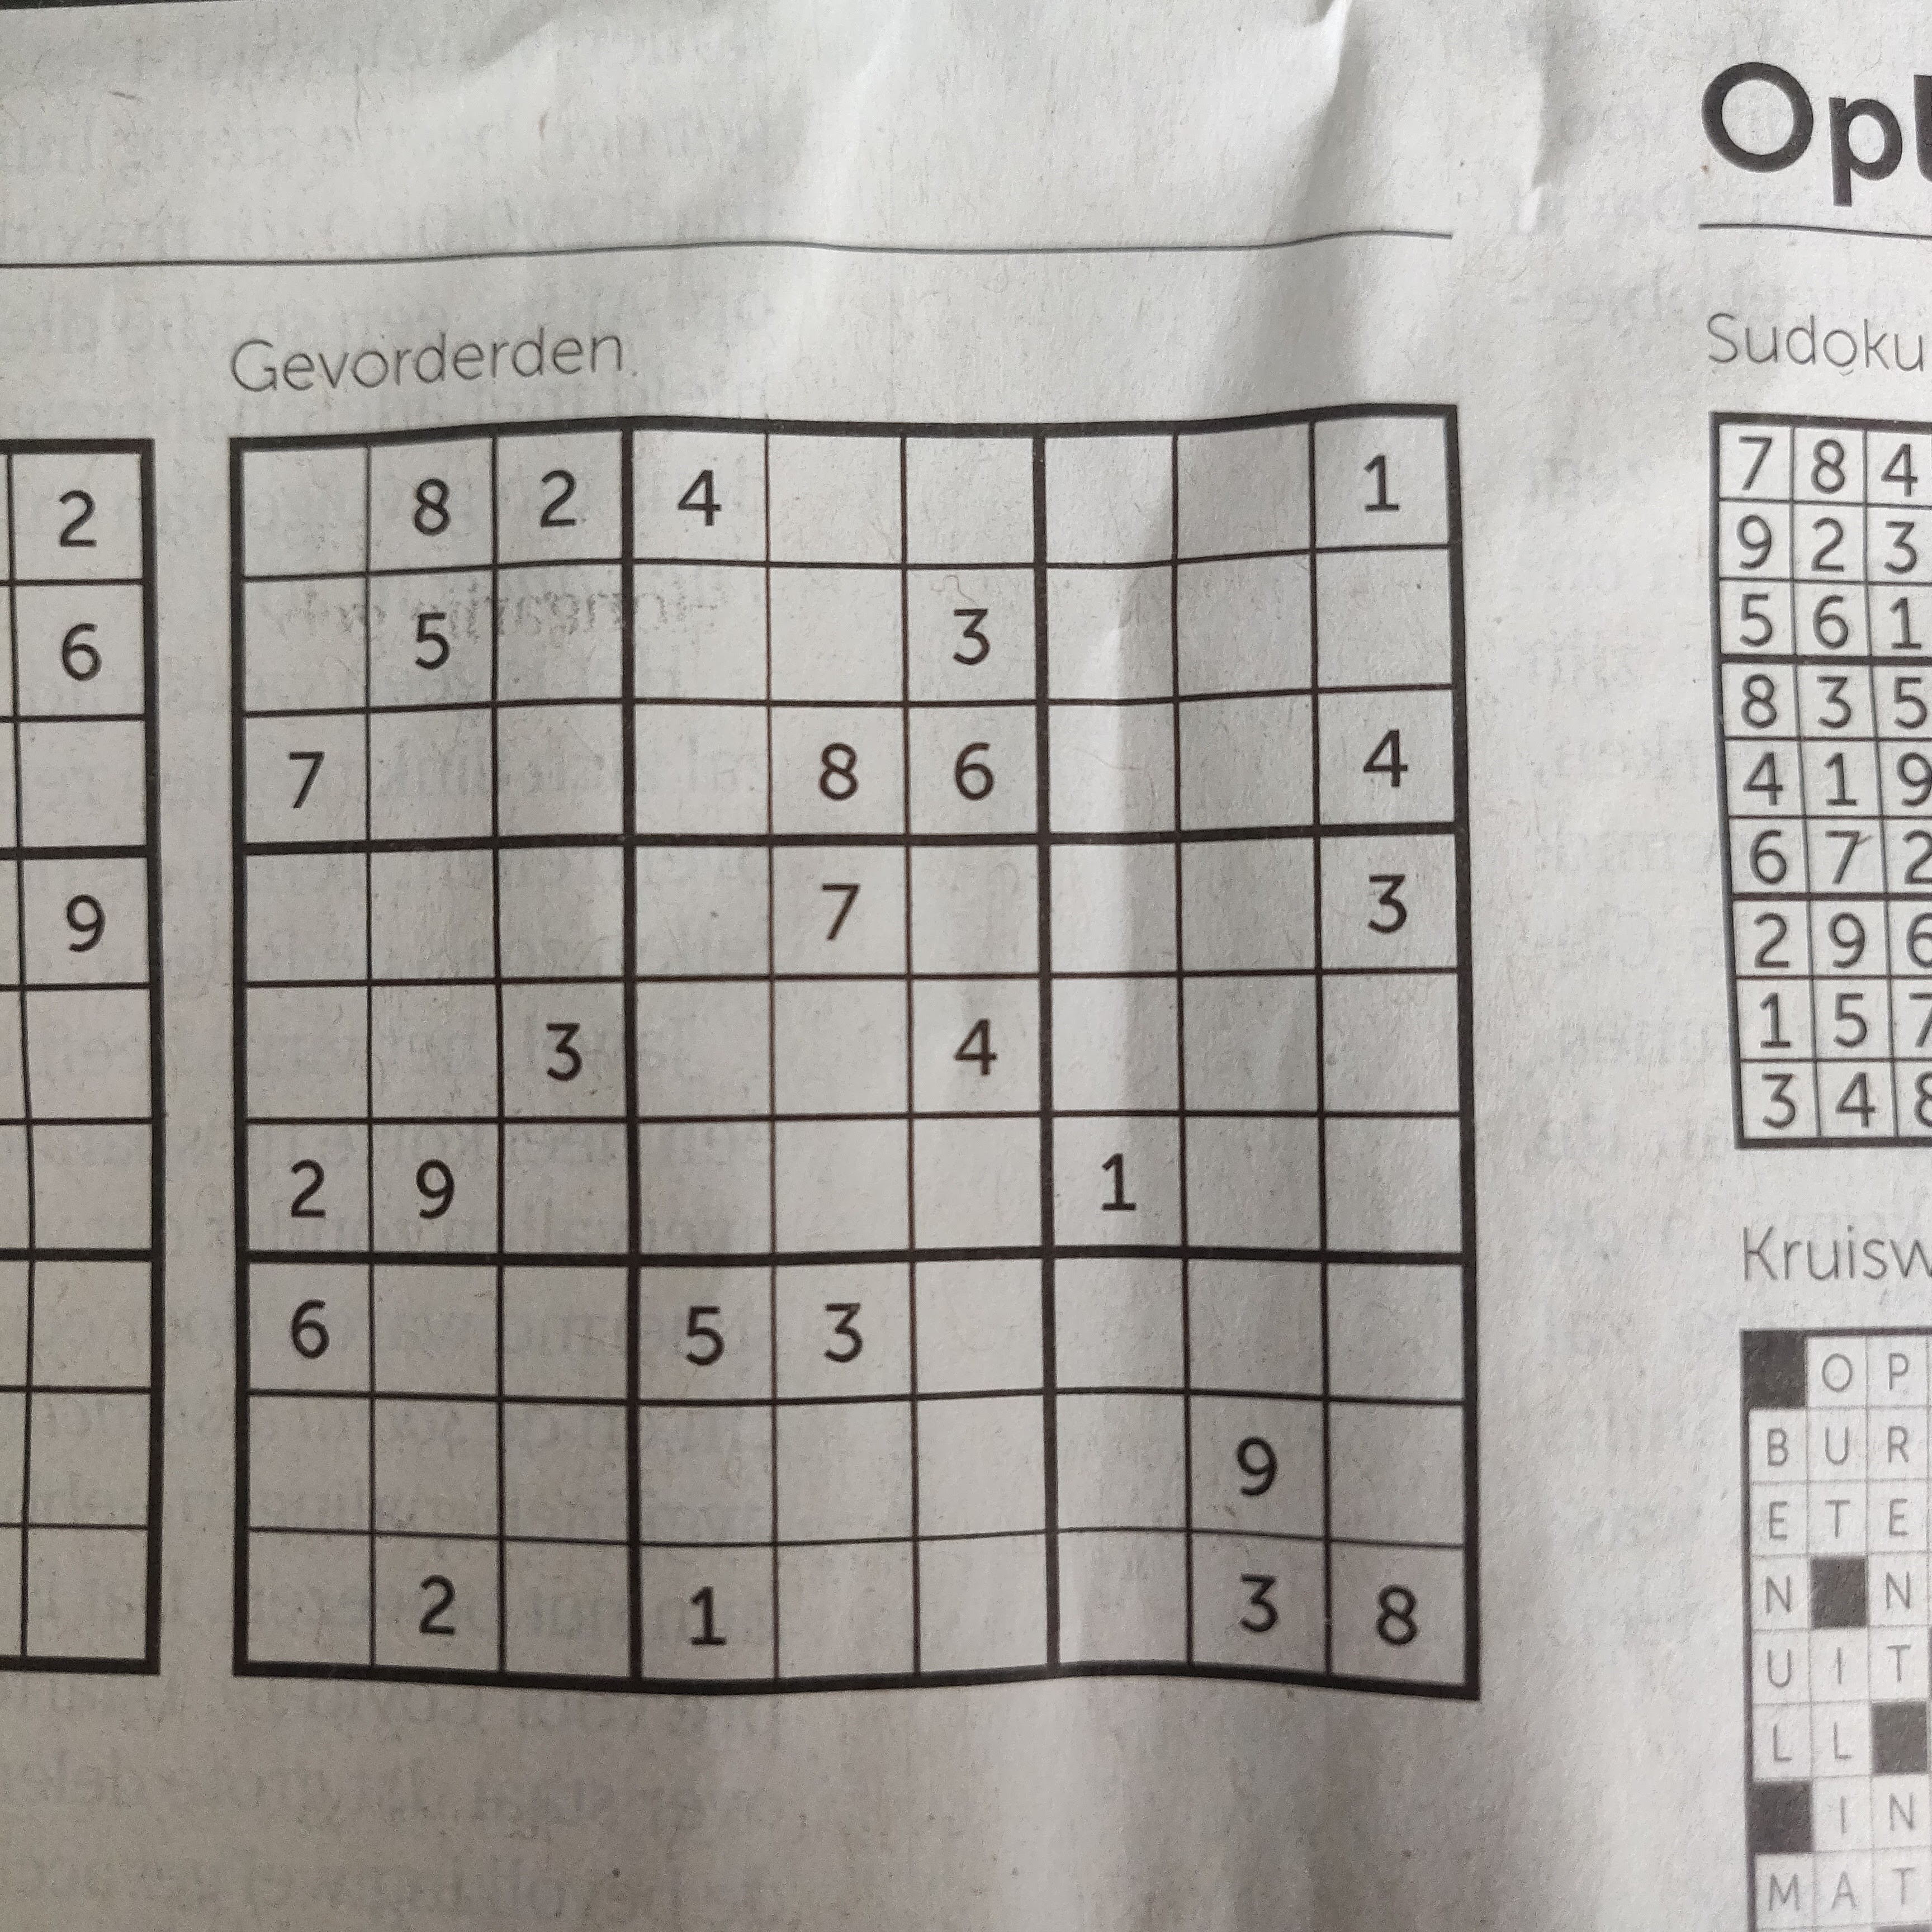 Opl
Gevorderden.
Sudoku
2
6
9
8 2 4 1
5 3
7 8 6 4
7 3
3 4
2 9 1
6 5 3
9
2 1 3 8
7 8 4
9 2 3
5 6 1
8 3 5
4 1 9
6 7 2
2 9 6
1 5 7
3 4 8
Kruisw
O P
B U R
E T E
N N
U I T
L L
I N
M A T